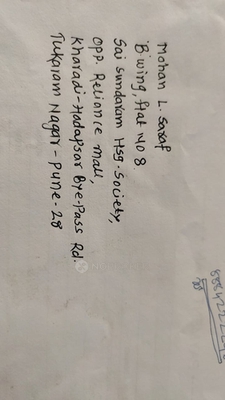 Mohan L. Saraf
'B' wing, flat No 8
Sai Sundaram Hsg. Society,
Opp. Reliance Mall,
Kharadi-Hadapsar Bye-Pass Rd.
Tukaram Nagar - Pune - 28